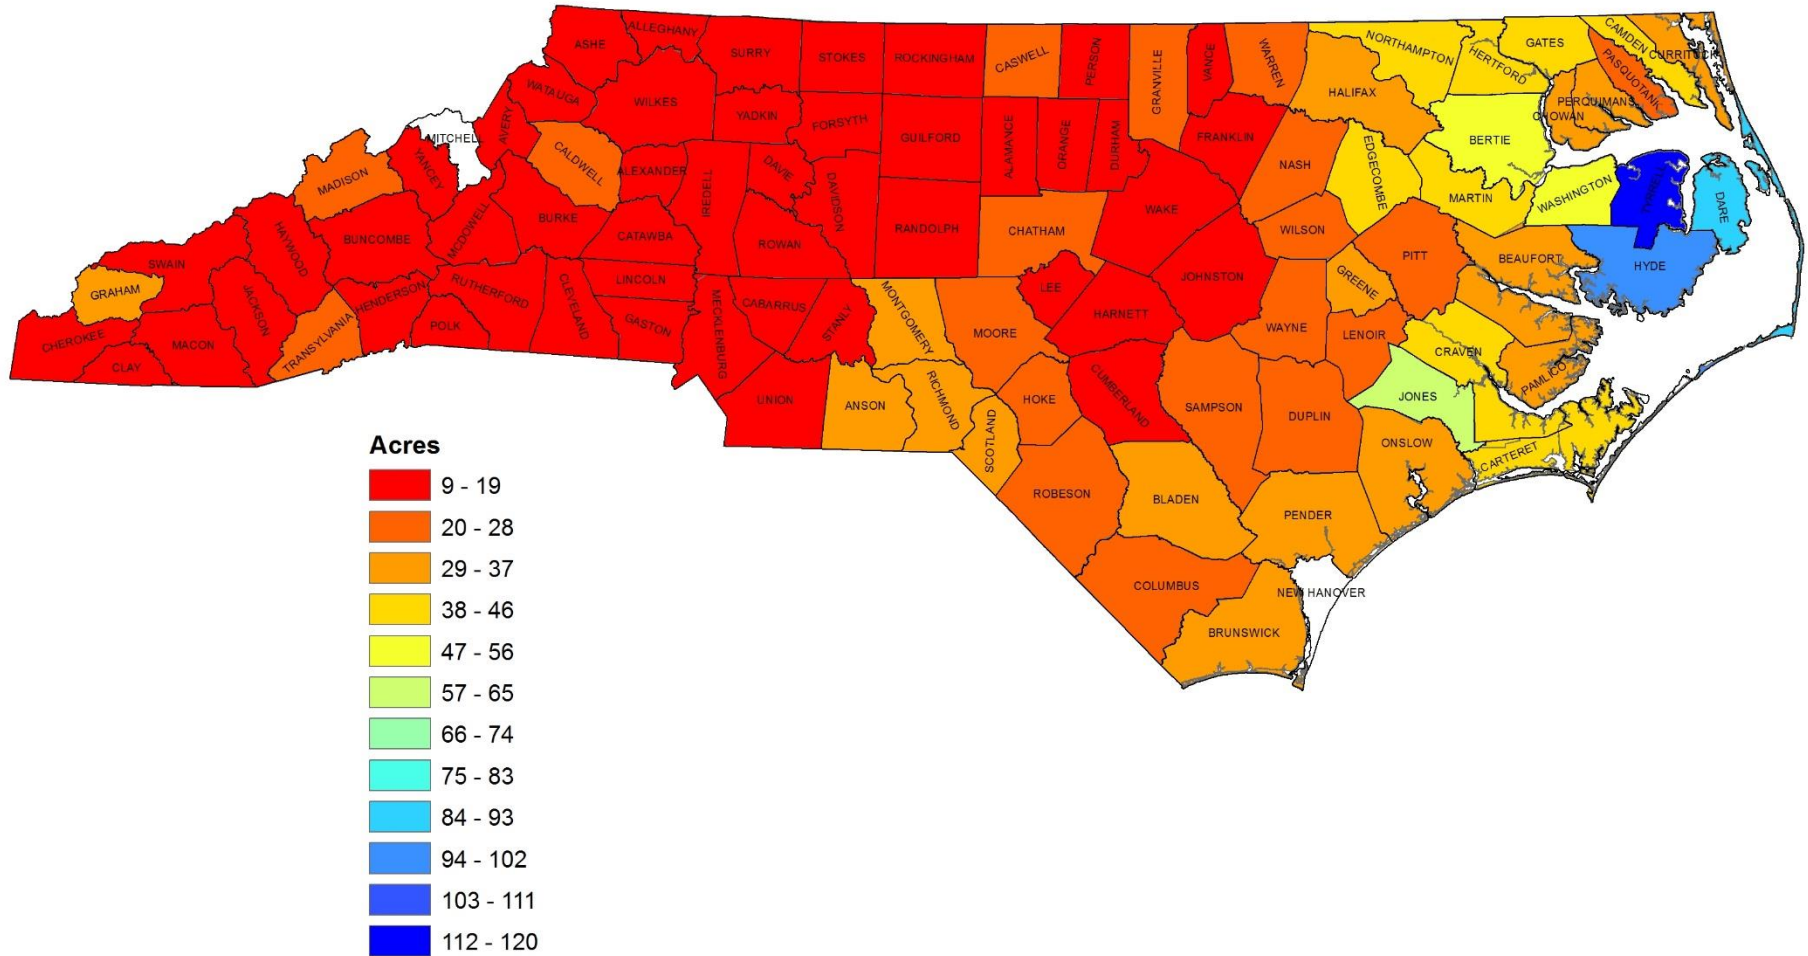 ALLEGHANY
ASHE
SURRY
STOKES
ROCKINGHAM
CASWELL
PERSON
GRANVILLE
VANCE
WARREN
NORTHAMPTON
HERTFORD
GATES
CAMDEN
CURRITUCK
PASQUOTANK
PERQUIMANS
CHOWAN
HALIFAX
WATAUGA
WILKES
YADKIN
FORSYTH
GUILFORD
ALAMANCE
ORANGE
DURHAM
FRANKLIN
NASH
EDGECOMBE
BERTIE
MITCHELL
AVERY
YANCEY
MADISON
CALDWELL
ALEXANDER
IREDELL
DAVIE
DAVIDSON
RANDOLPH
CHATHAM
WAKE
WILSON
MARTIN
WASHINGTON
TYRRELL
DARE
HAYWOOD
BUNCOMBE
MCDOWELL
BURKE
CATAWBA
ROWAN
SWAIN
GRAHAM
JACKSON
RUTHERFORD
HENDERSON
CLEVELAND
LINCOLN
GASTON
MECKLENBURG
CABARRUS
STANLY
MONTGOMERY
MOORE
LEE
HARNETT
JOHNSTON
GREENE
PITT
BEAUFORT
HYDE
CHEROKEE
CLAY
MACON
TRANSYLVANIA
POLK
UNION
ANSON
RICHMOND
SCOTLAND
HOKE
CUMBERLAND
SAMPSON
WAYNE
LENOIR
DUPLIN
JONES
CRAVEN
PAMLICO
CARTERET
ONSLOW
ROBESON
BLADEN
PENDER
COLUMBUS
NEW HANOVER
BRUNSWICK
Acres
9 - 19
20 - 28
29 - 37
38 - 46
47 - 56
57 - 65
66 - 74
75 - 83
84 - 93
94 - 102
103 - 111
112 - 120